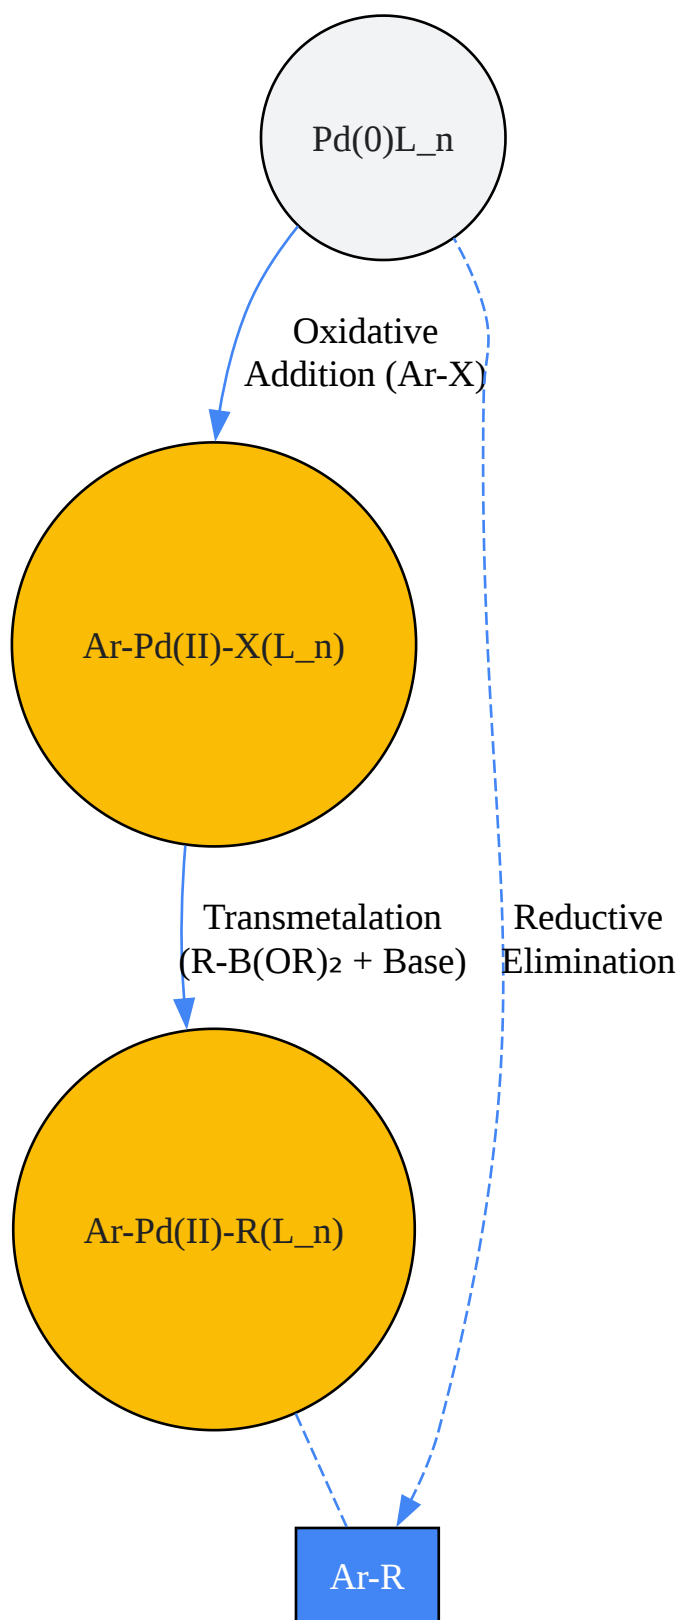 Pd(0)L_n
Oxidative
Addition (Ar-X)
Ar-Pd(II)-X(L_n)
Transmetalation
(R-B(OR)₂ + Base)
Reductive
Elimination
Ar-Pd(II)-R(L_n)
Ar-R